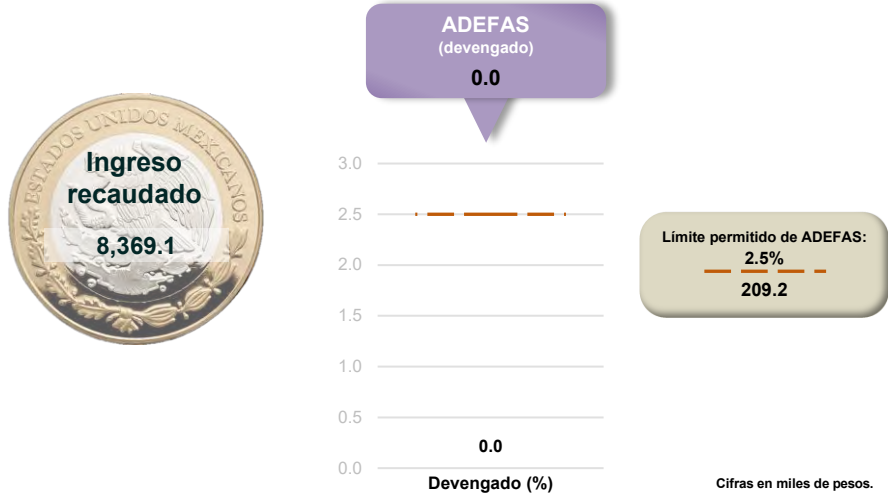 ADEFAS
(devengado)
0.0
ESTADOS UNIDOS MEXICANOS
Ingreso
recaudado
8,369.1
3.0
2.5
2.0
1.5
1.0
0.5
0.0
0.0
Devengado (%)
Límite permitido de ADEFAS:
2.5%
209.2
Cifras en miles de pesos.